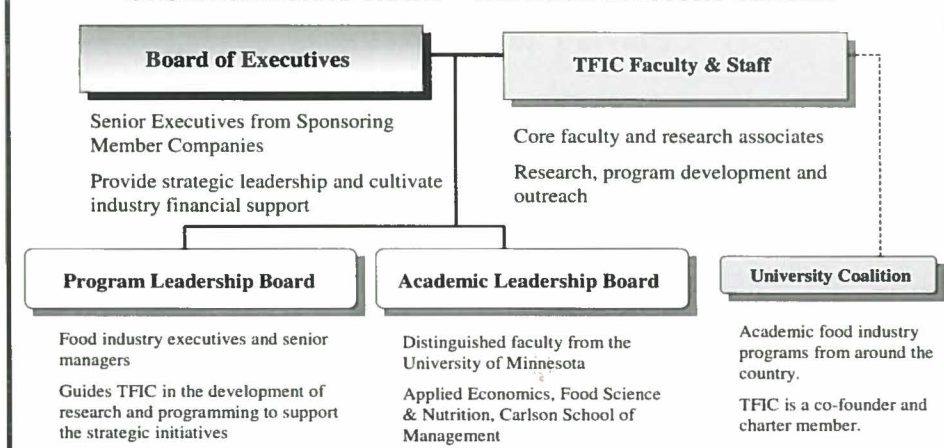 Board of Executives
Senior Executives from Sponsoring
Member Companies
Provide strategic leadership and cultivate
industry financial support
TFIC Faculty & Staff
Core faculty and research associates
Research, program development and
outreach
Program Leadership Board
Food industry executives and senior
managers
Guides TFIC in the development of
research and programming to support
the strategic initiatives
Academic Leadership Board
Distinguished faculty from the
University of Minnesota
Applied Economics, Food Science
& Nutrition, Carlson School of
Management
University Coalition
Academic food industry
programs from around the
country.
TFIC is a co-founder and
charter member.